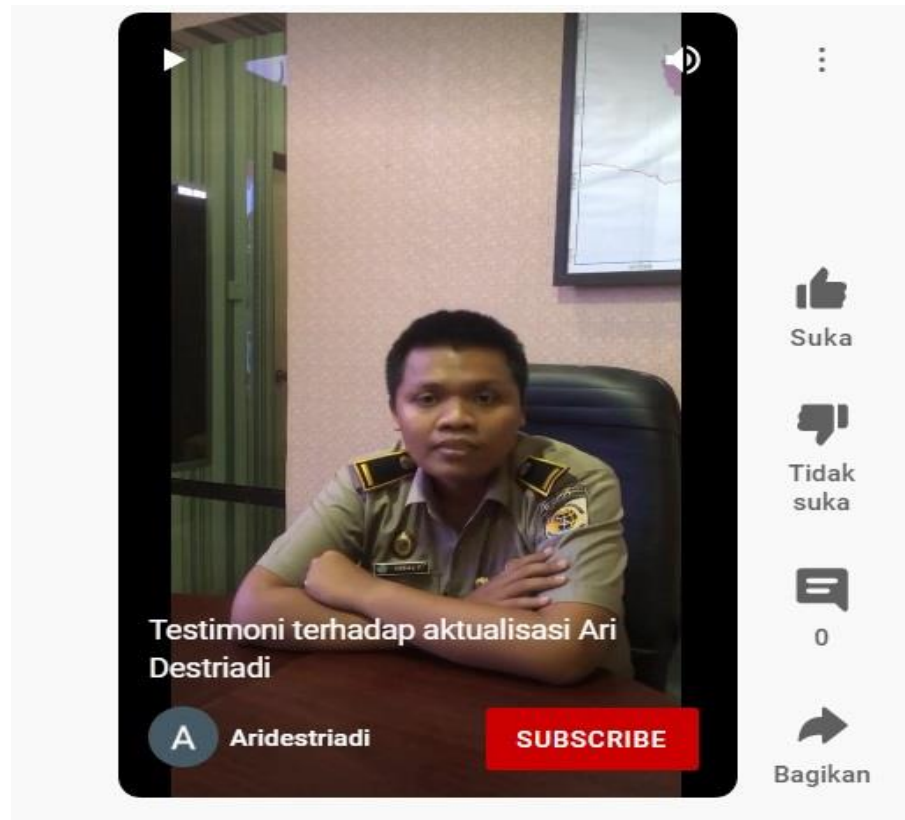 Suka
Tidak
suka
Testimoni terhadap aktualisasi Ari
Destriadi
0
A Aridestriadi SUBSCRIBE
Bagikan